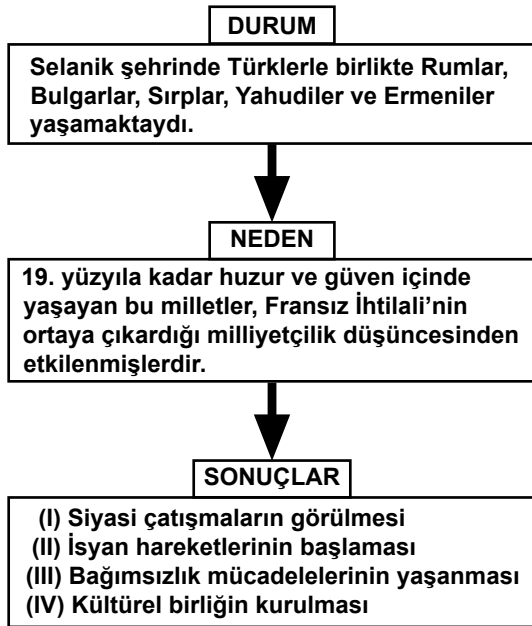 DURUM
Selanik şehrinde Türklerle birlikte Rumlar,
Bulgarlar, Sırplar, Yahudiler ve Ermeniler
yaşamaktaydı.
NEDEN
19. yüzyıla kadar huzur ve güven içinde
yaşayan bu milletler, Fransız İhtilali’nin
ortaya çıkardığı milliyetçilik düşüncesinden
etkilenmişlerdir.
SONUÇLAR
(I) Siyasi çatışmaların görülmesi
(II) İsyan hareketlerinin başlaması
(III) Bağımsızlık mücadelelerinin yaşanması
(IV) Kültürel birliğin kurulması